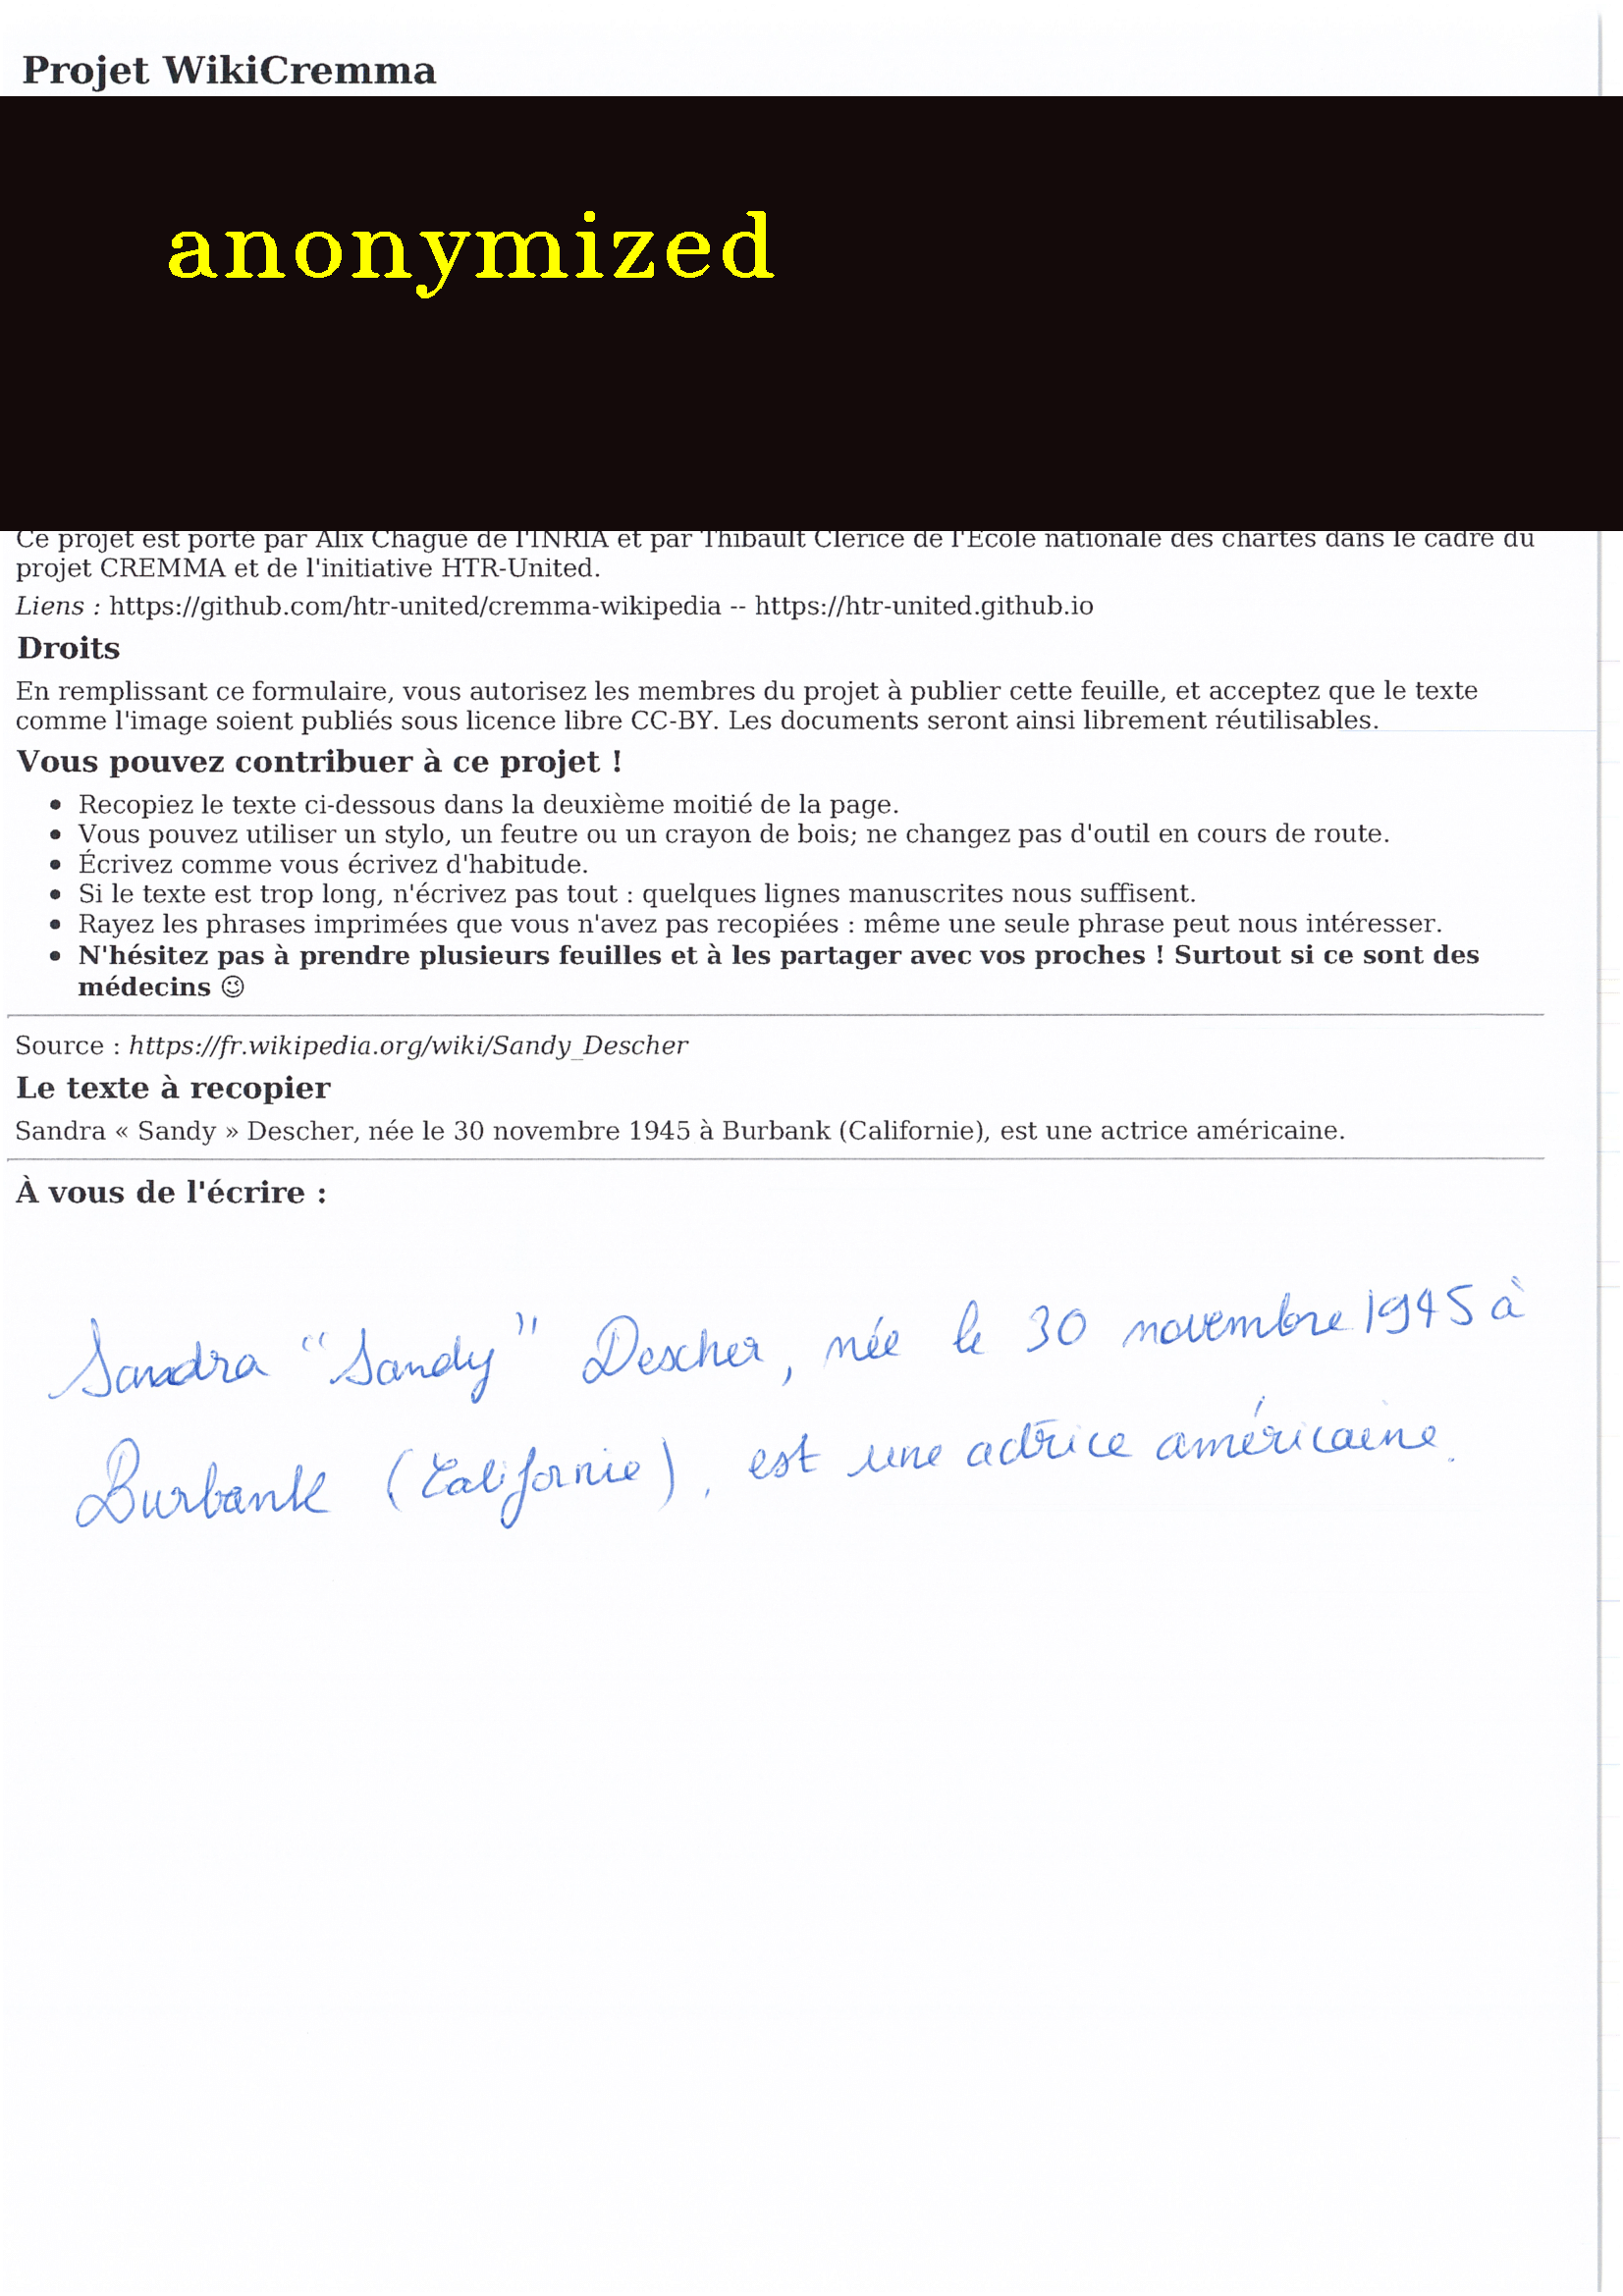 Projet WikiCremma
anonymized
Ce projet est porté par Alix Chagué de l'INRIA et par Thibault Clérice de l'École nationale des chartes dans le cadre du
projet CREMMA et de l'initiative HTR-United.
Liens : https://github.com/htr-united/cremma-wikipedia -- https://htr-united.github.io
Droits
En remplissant ce formulaire, vous autorisez les membres du projet à publier cette feuille, et acceptez que le texte
comme l'image soient publiés sous licence libre CC-BY. Les documents seront ainsi librement réutilisables.
Vous pouvez contribuer à ce projet !
• Recopiez le texte ci-dessous dans la deuxième moitié de la page.
• Vous pouvez utiliser un stylo, un feutre ou un crayon de bois; ne changez pas d'outil en cours de route.
• Écrivez comme vous écrivez d'habitude.
• Si le texte est trop long, n'écrivez pas tout : quelques lignes manuscrites nous suffisent.
• Rayez les phrases imprimées que vous n'avez pas recopiées : même une seule phrase peut nous intéresser.
• N'hésitez pas à prendre plusieurs feuilles et à les partager avec vos proches ! Surtout si ce sont des
médecins 😉
Source : https://fr.wikipedia.org/wiki/Sandy_Descher
Le texte à recopier
Sandra « Sandy » Descher, née le 30 novembre 1945 à Burbank (Californie), est une actrice américaine.
À vous de l'écrire :
Sandra "Sandy" Descher, née le 30 novembre 1945 à
Burbank (Californie), est une actrice américaine.